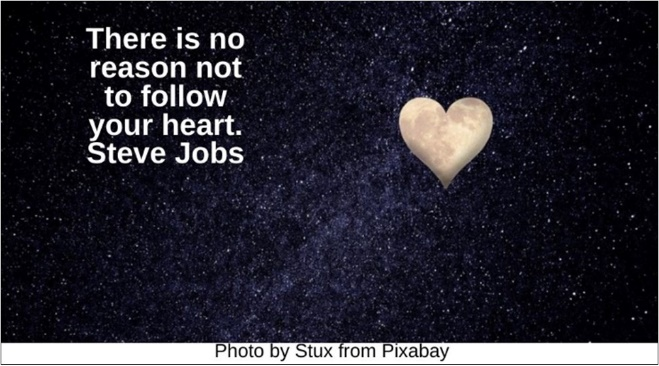 There is no
reason not
to follow
your heart.
Steve Jobs
Photo by Stux from Pixabay